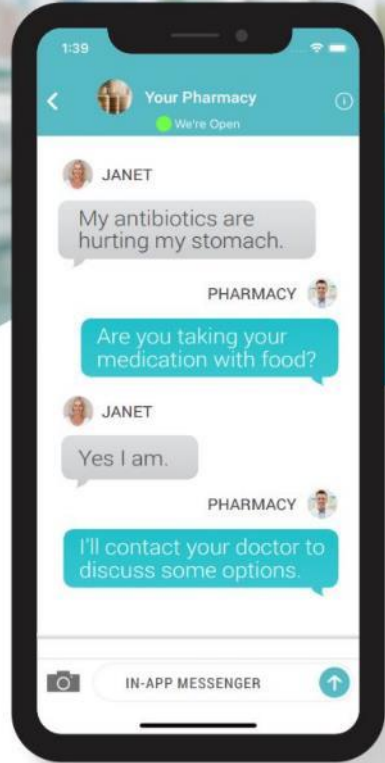 1:39
Your Pharmacy
We're Open
JANET
My antibiotics are
hurting my stomach.
PHARMACY
Are you taking your
medication with food?
JANET
Yes I am.
PHARMACY
I'll contact your doctor to
discuss some options.
IN-APP MESSENGER